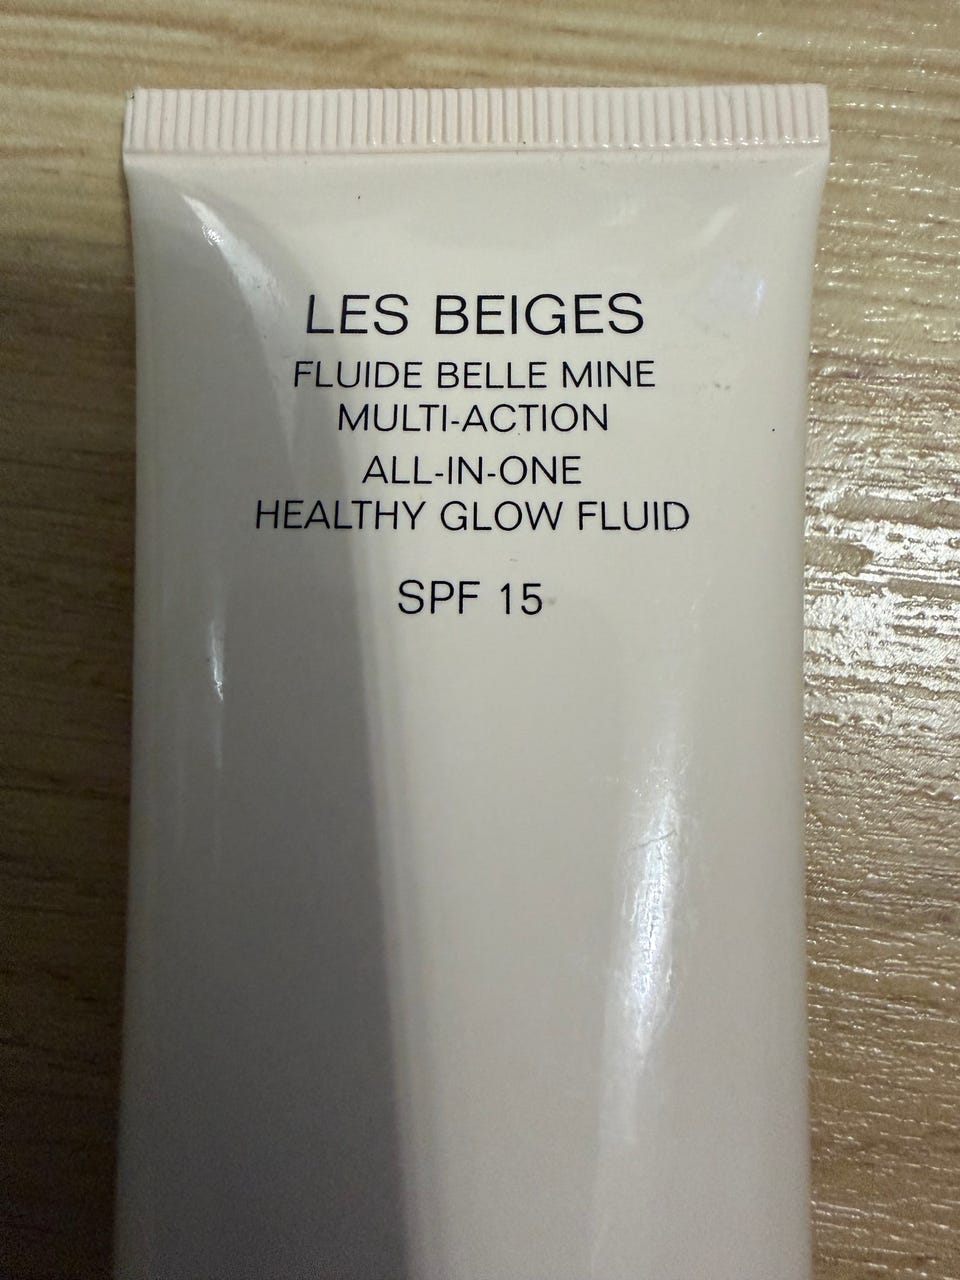 LES BEIGES
FLUIDE BELLE MINE
MULTI-ACTION
ALL-IN-ONE
HEALTHY GLOW FLUID
SPF 15